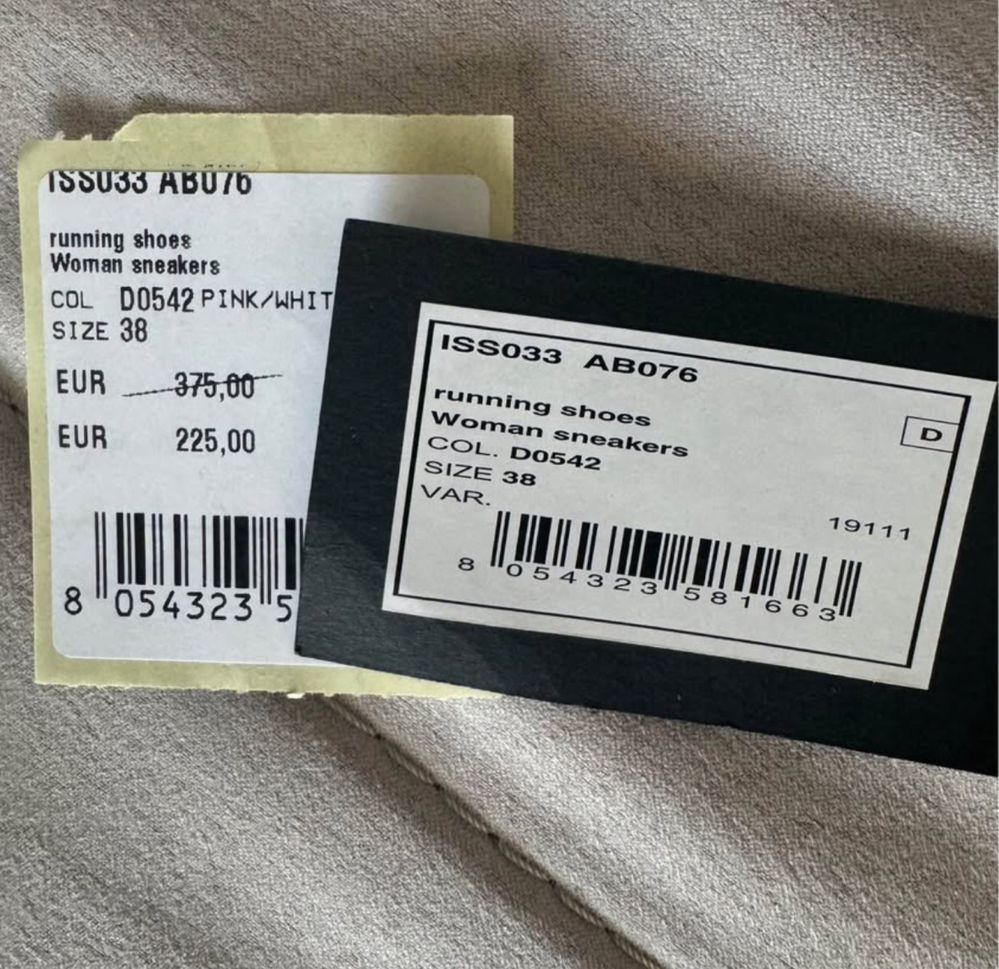 ISS033 AB076
running shoes
Woman sneakers
COL D0542 PINK/WHIT
SIZE 38
EUR 375,00
EUR 225,00
8 054323 5
ISS033 AB076
running shoes
Woman sneakers
COL. D0542
D
SIZE 38
VAR.
19111
8 054323 581663